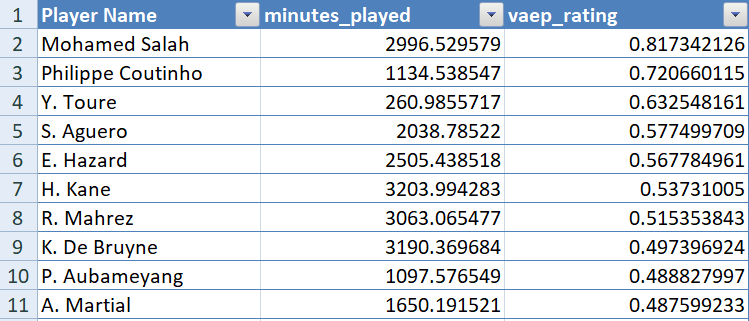 1 Player Name minutes_played vaep_rating
2 Mohamed Salah 2996.529579 0.817342126
3 Philippe Coutinho 1134.538547 0.720660115
4 Y. Toure 260.9855717 0.632548161
5 S. Aguero 2038.78522 0.577499709
6 E. Hazard 2505.438518 0.567784961
7 H. Kane 3203.994283 0.53731005
8 R. Mahrez 3063.065477 0.515353843
9 K. De Bruyne 3190.369684 0.497396924
10 P. Aubameyang 1097.576549 0.488827997
11 A. Martial 1650.191521 0.487599233